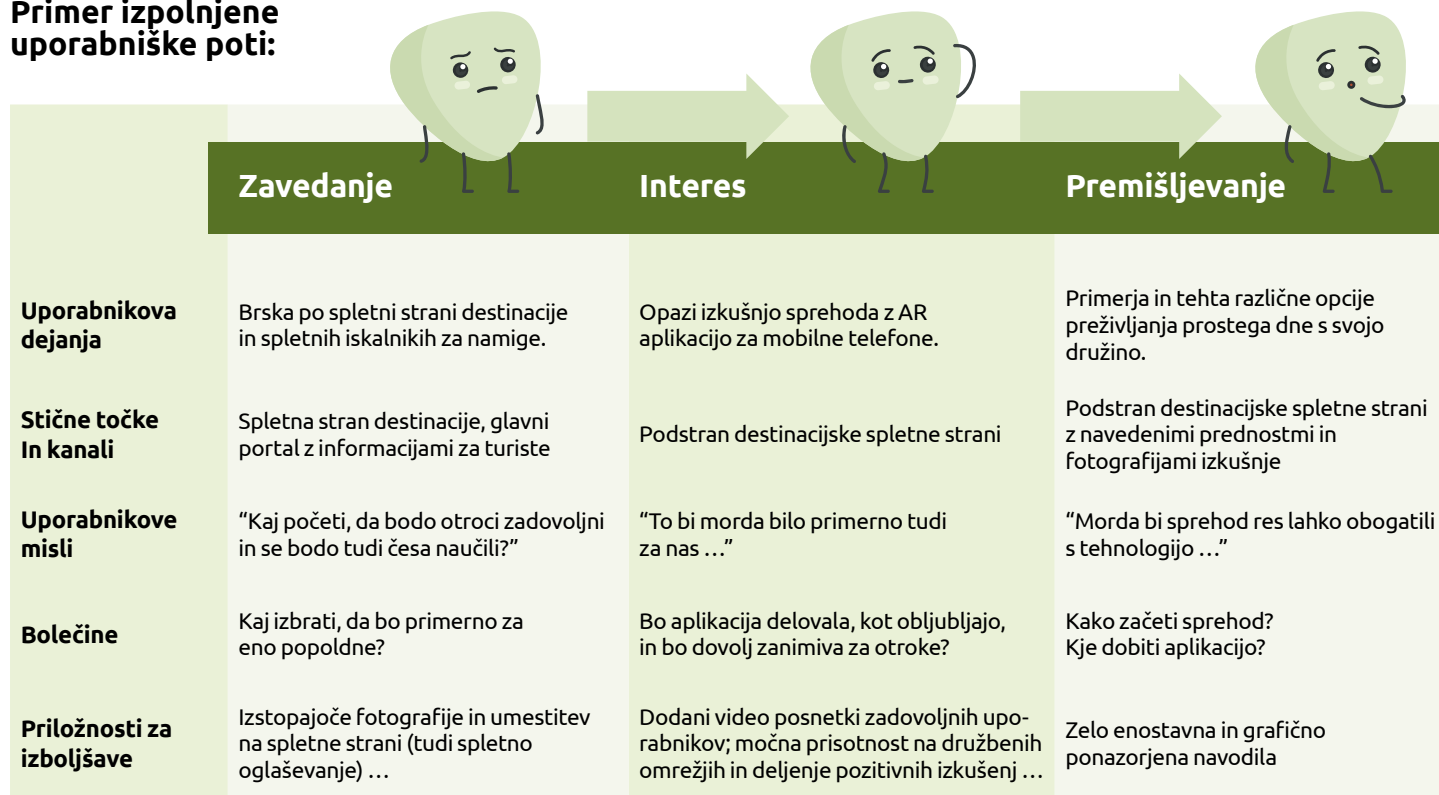 Primer izpolnjene
uporabniške poti:
Zavedanje
Interes
Premišljevanje
Uporabnikova
dejanja
Brska po spletni strani destinacije
in spletnih iskalnikih za namige.
Opazi izkušnjo sprehoda z AR
aplikacijo za mobilne telefone.
Primerja in tehta različne opcije
preživljanja prostega dne s svojo
družino.
Stične točke
In kanali
Spletna stran destinacije, glavni
portal z informacijami za turiste
Podstran destinacijske spletne strani
Podstran destinacijske spletne strani
z navedenimi prednostmi in
fotografijami izkušnje
Uporabnikove
misli
“Kaj početi, da bodo otroci zadovoljni
in se bodo tudi česa naučili?”
“To bi morda bilo primerno tudi
za nas …”
“Morda bi sprehod res lahko obogatili
s tehnologijo …”
Bolečine
Kaj izbrati, da bo primerno za
eno popoldne?
Bo aplikacija delovala, kot obljubljajo,
in bo dovolj zanimiva za otroke?
Kako začeti sprehod?
Kje dobiti aplikacijo?
Priložnosti za
izboljšave
Izstopajoče fotografije in umestitev
na spletne strani (tudi spletno
oglaševanje) …
Dodani video posnetki zadovoljnih upo-
rabnikov; močna prisotnost na družbenih
omrežjih in deljenje pozitivnih izkušenj …
Zelo enostavna in grafično
ponazorjena navodila